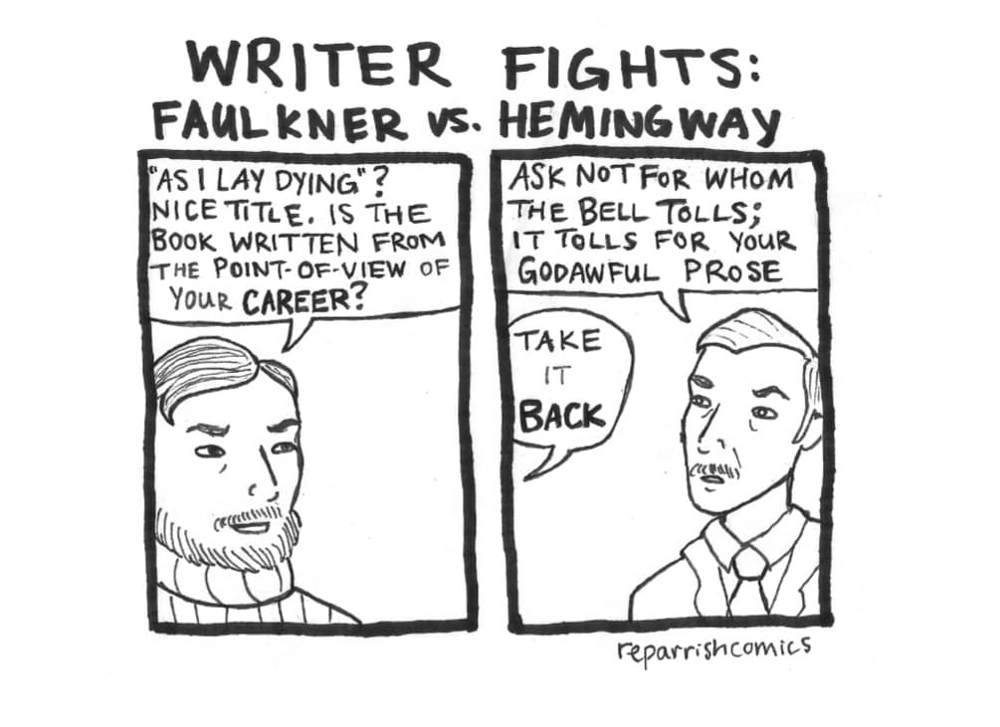 WRITER FIGHTS:
FAULKNER vs. HEMINGWAY
"AS I LAY DYING"?
NICE TITLE. IS THE
BOOK WRITTEN FROM
THE POINT-OF-VIEW OF
YOUR CAREER?
ASK NOT FOR WHOM
THE BELL TOLLS;
IT TOLLS FOR YOUR
GODAWFUL PROSE
TAKE
IT
BACK
reparrishcomics